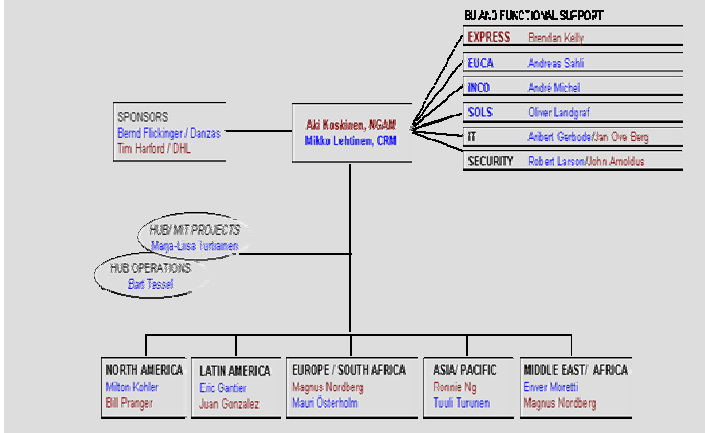 BU AND FUNCTIONAL SUPPORT
EXPRESS Brendan Kelly
EUCA Andreas Sahli
INCO André Michel
SOLS Oliver Landgraf
IT Aribert Gerbode/Jan Ove Berg
SECURITY Robert Larson/John Arnoldus
SPONSORS
Bernd Flickinger / Danzas
Tim Harford / DHL
Aki Koskinen, NGAM
Mikko Lehtinen, CRM
HUB/ MIT PROJECTS
Marja-Liisa Turtiainen
HUB OPERATIONS
Bart Tassel
NORTH AMERICA
Milton Kohler
Bill Pranger
LATIN AMERICA
Eric Gantier
Juan Gonzalez
EUROPE / SOUTH AFRICA
Magnus Nordberg
Mauri Österholm
ASIA/ PACIFIC
Ronnie Ng
Tuuli Turunen
MIDDLE EAST/ AFRICA
Enver Moretti
Magnus Nordberg